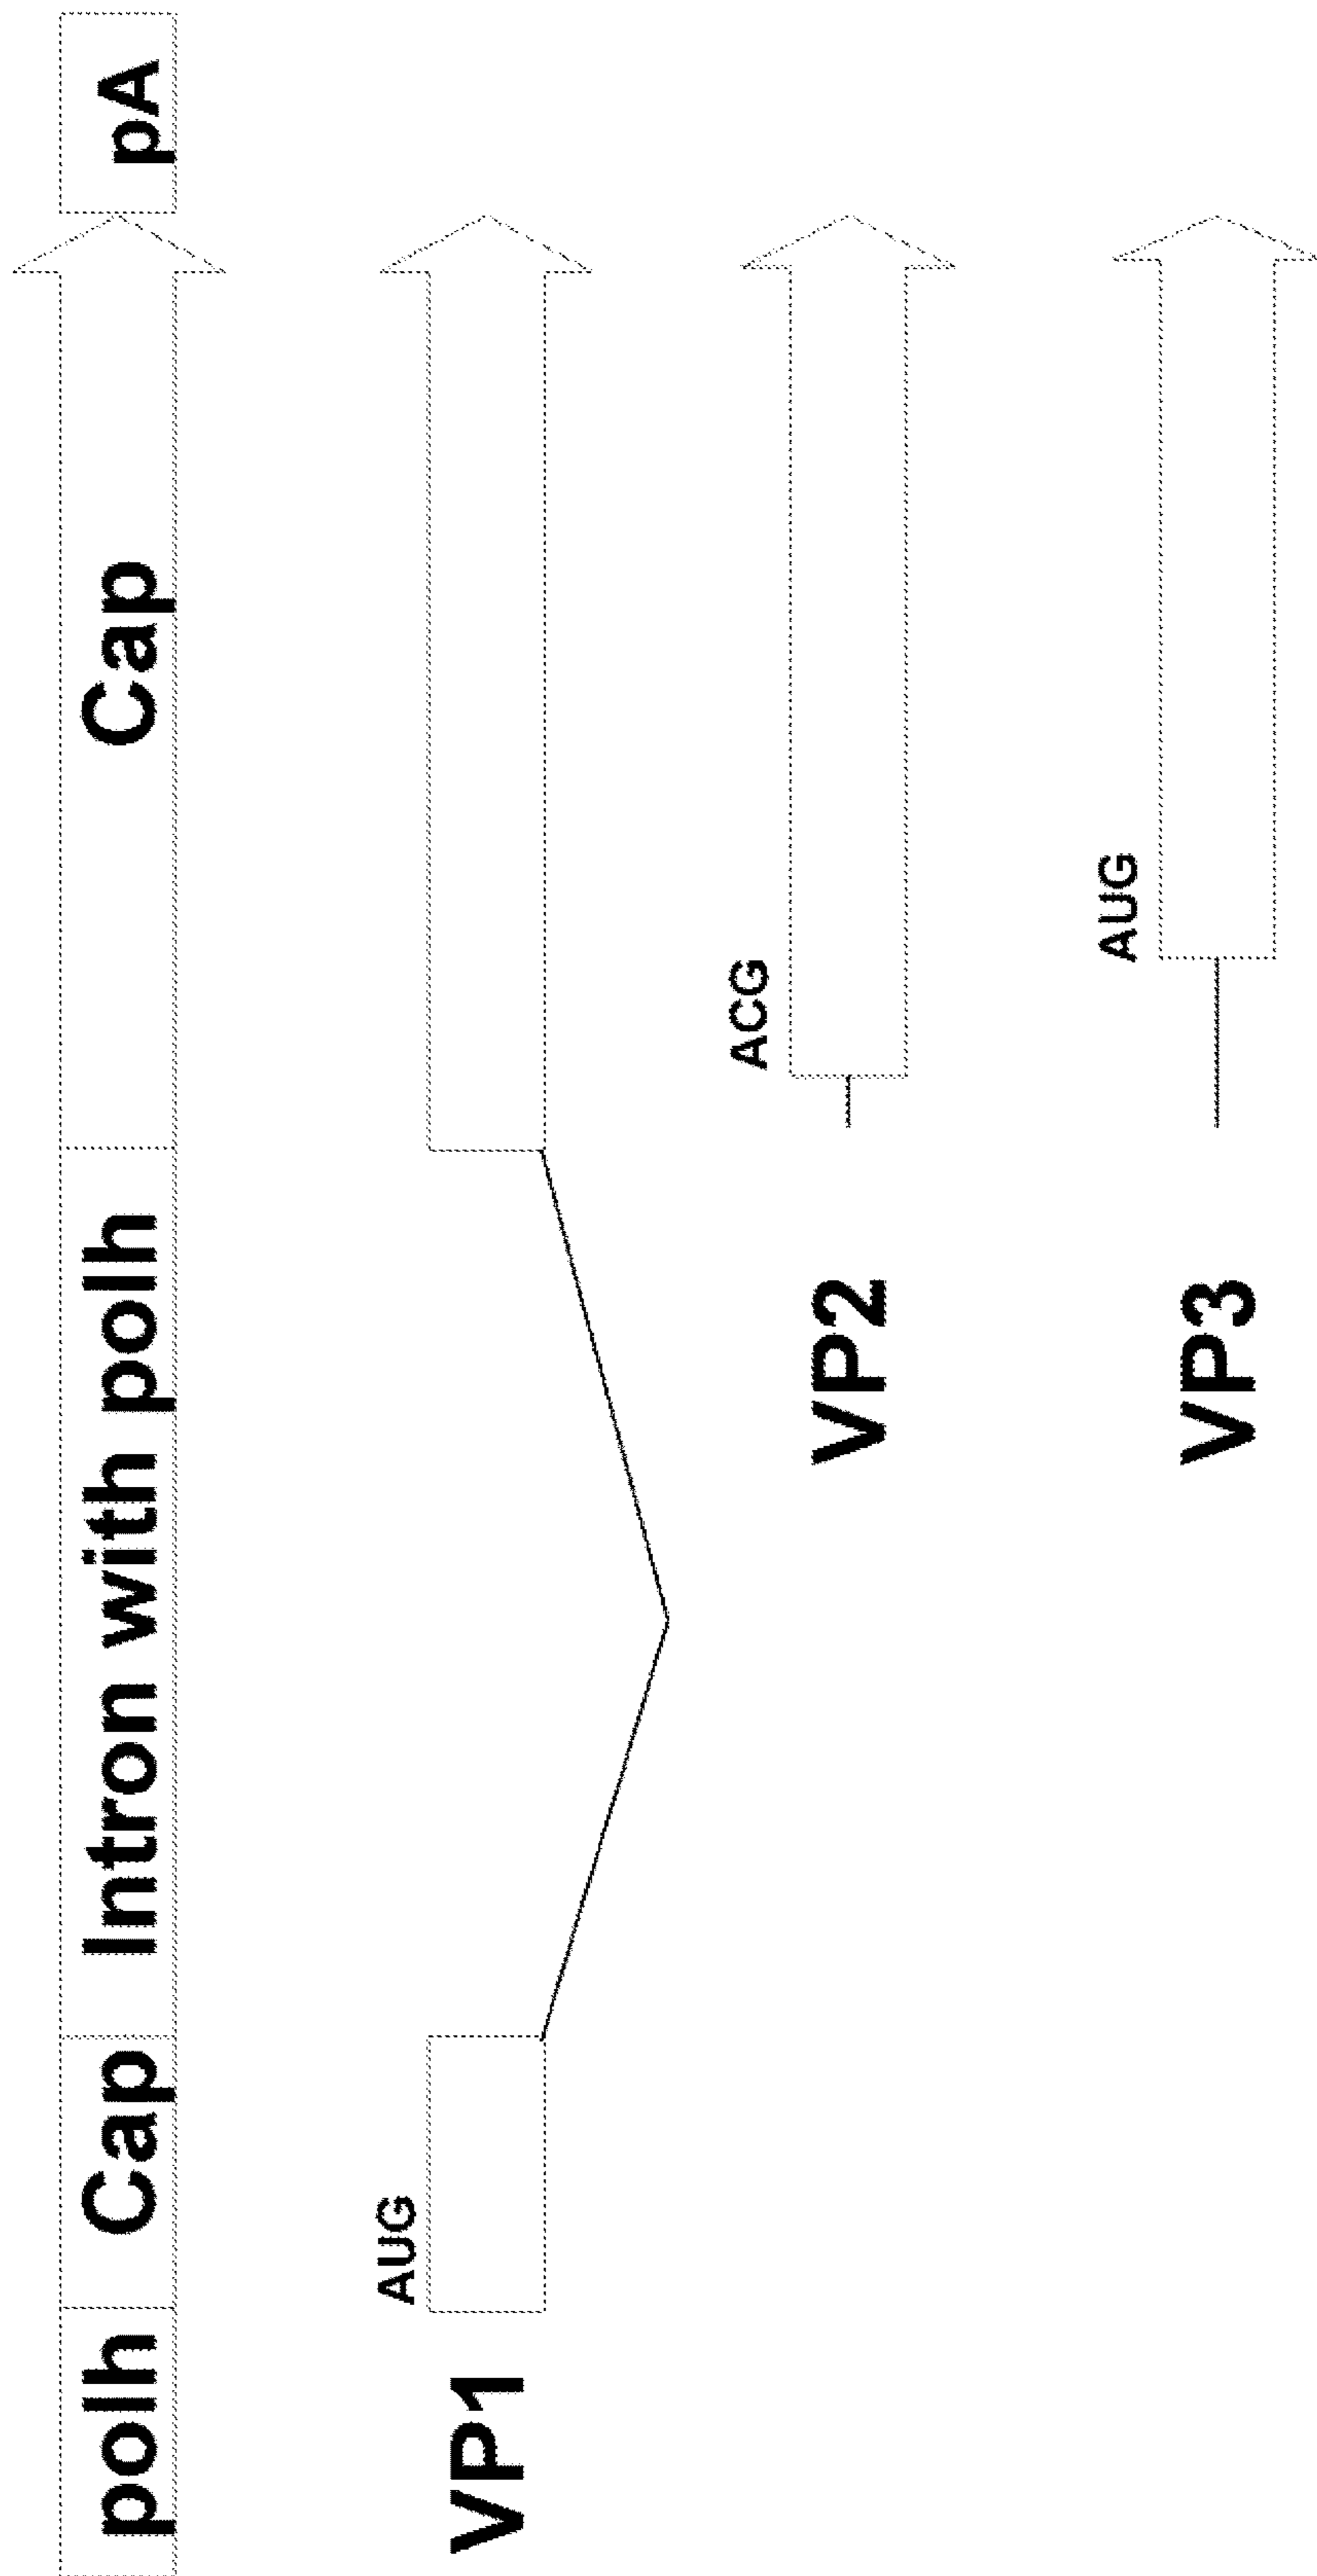 polh Cap Intron with polh Cap pA
AUG
VP1
ACG
VP2
AUG
VP3